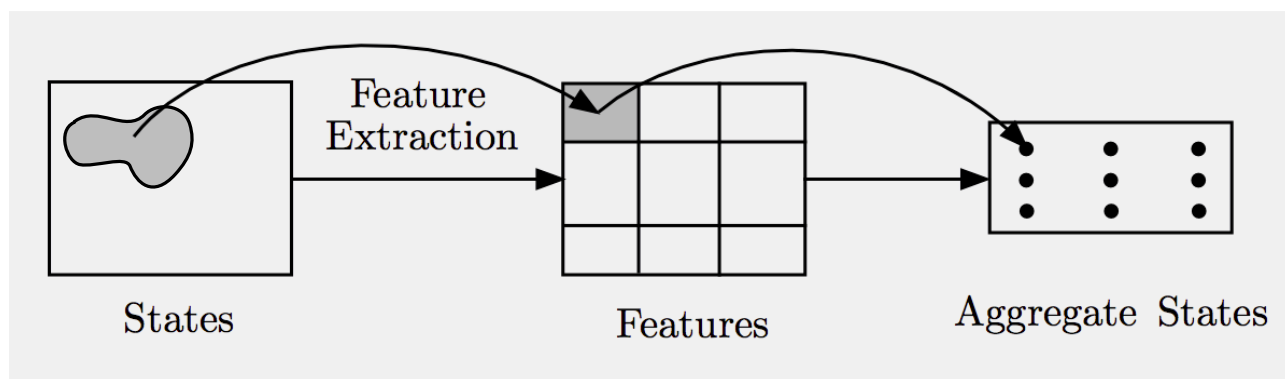 Feature
Extraction
States
Features
Aggregate States